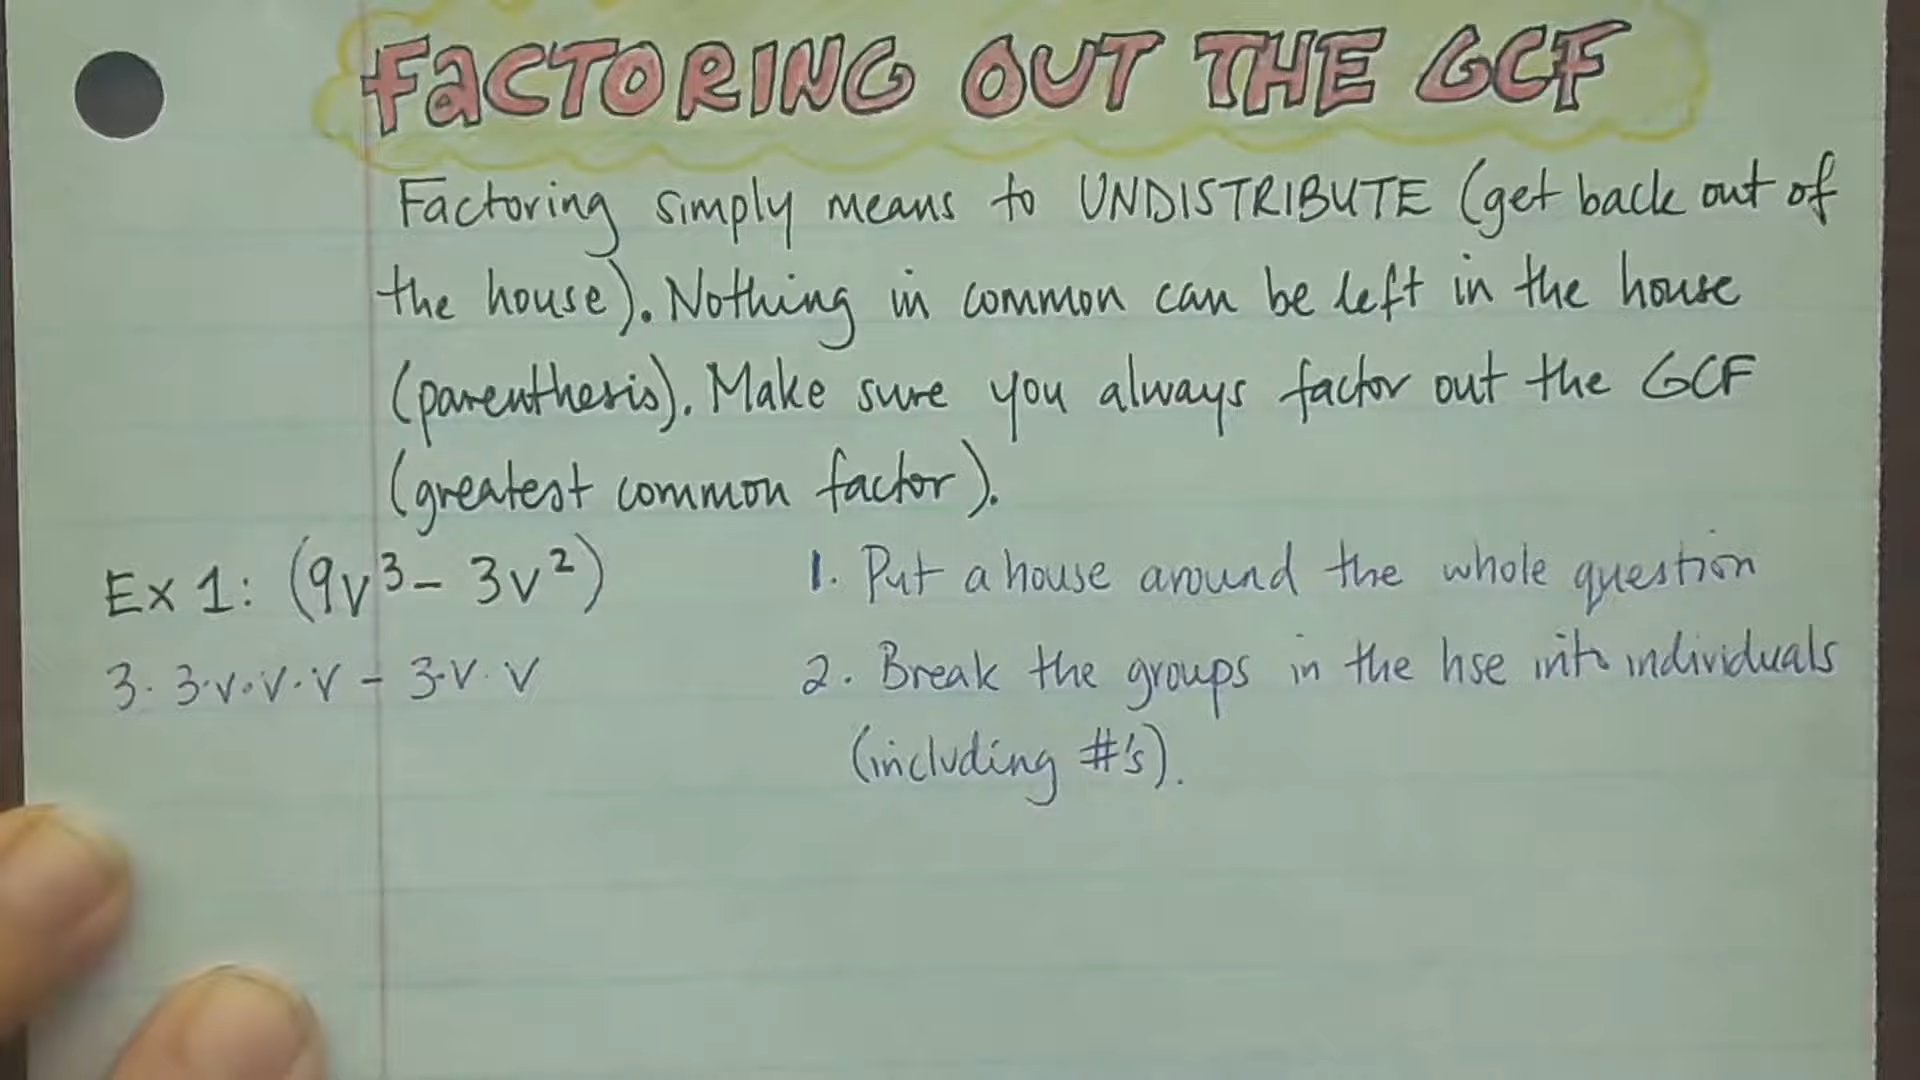 FACTORING OUT THE GCF
Factoring simply means to UNDISTRIBUTE (get back out of
the house). Nothing in common can be left in the house
(parenthesis). Make sure you always factor out the GCF
(greatest common factor).
Ex 1: (9v³ - 3v²)
3·3·v·v·v - 3·v·v
1. Put a house around the whole question
2. Break the groups in the hse into individuals
(including #'s).